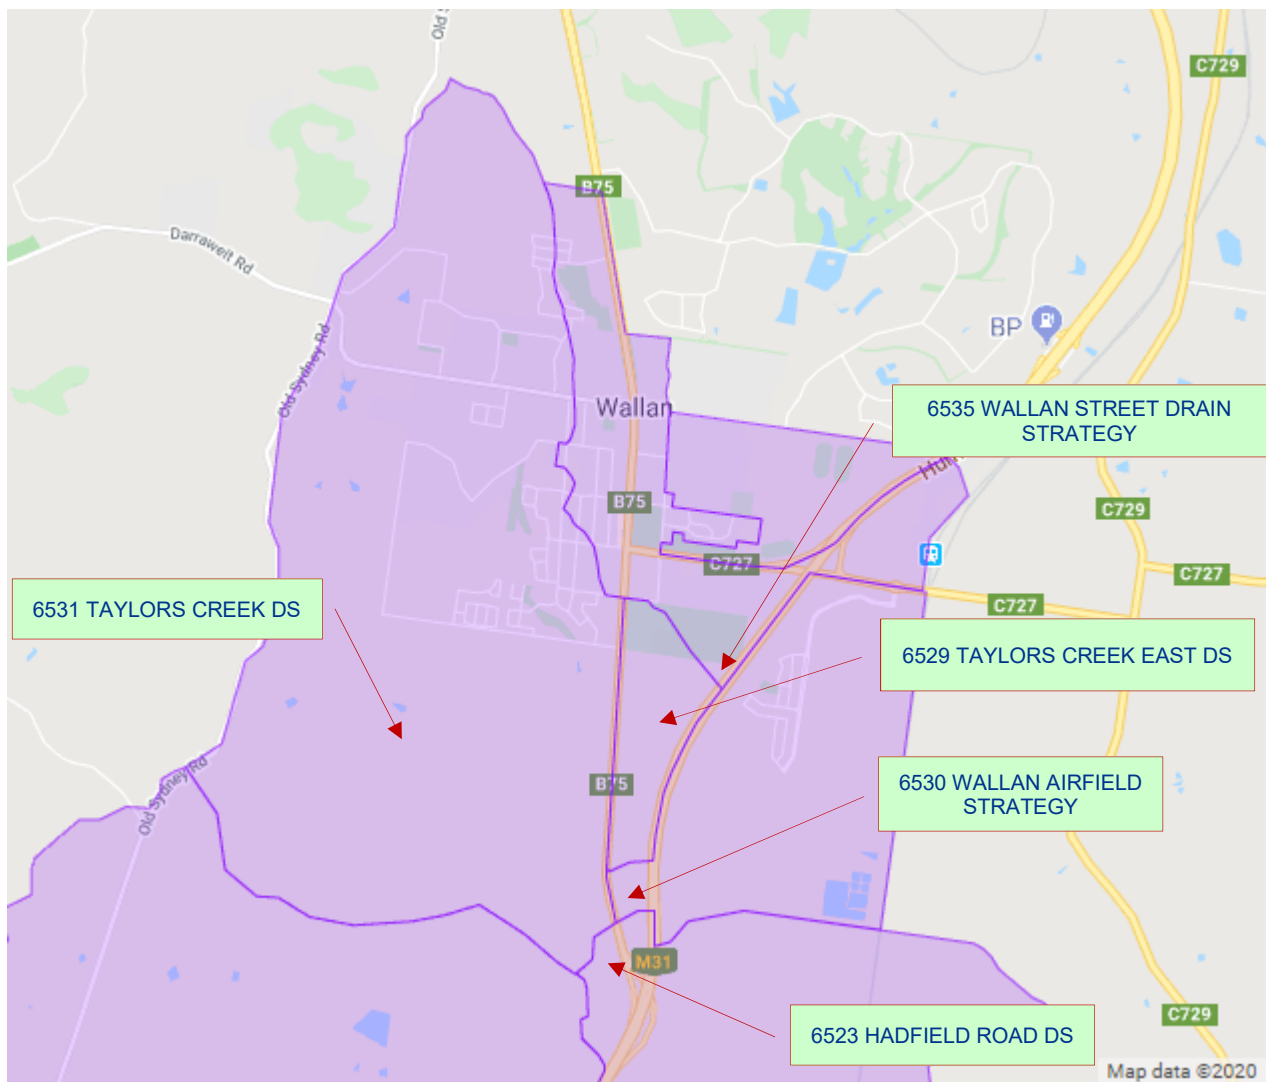 Old S
C729
B75
Darraweit Rd
BP
Old Sydney Rd
Wallan
6535 WALLAN STREET DRAIN
STRATEGY
Hum
B75
C729
C727
C727
C727
6531 TAYLORS CREEK DS
6529 TAYLORS CREEK EAST DS
Old Sydney Rd
B75
6530 WALLAN AIRFIELD
STRATEGY
M31
C729
6523 HADFIELD ROAD DS
Map data ©2020